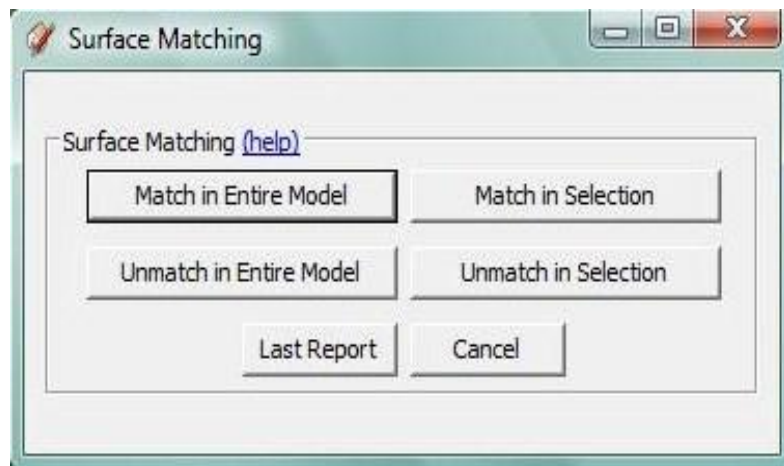 Surface Matching
Surface Matching (help)
Match in Entire Model Match in Selection
Unmatch in Entire Model Unmatch in Selection
Last Report Cancel